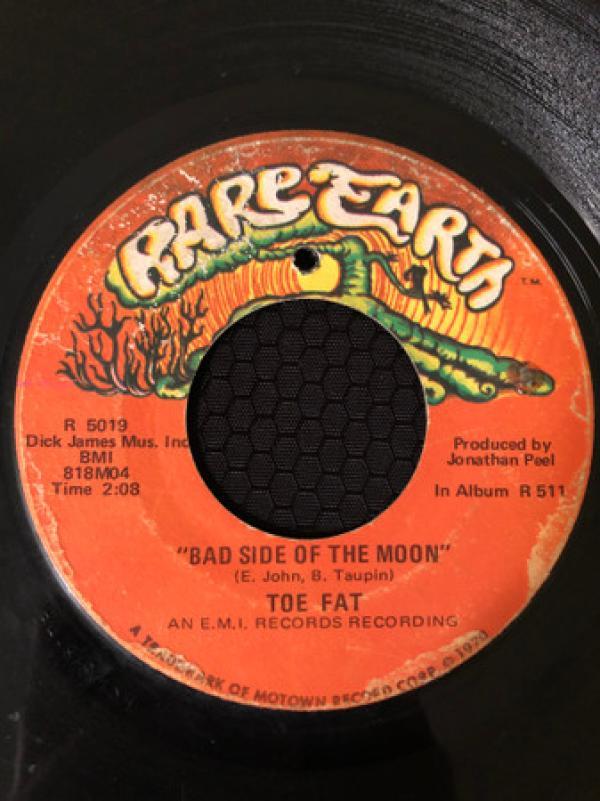 RARE EARTH
T.M.
R 5019
Dick James Mus. Inc
BMI
818M04
Time 2:08
Produced by
Jonathan Peel
In Album R 511
"BAD SIDE OF THE MOON"
(E. John, B. Taupin)
TOE FAT
AN E.M.I. RECORDS RECORDING
A TRADEMARK OF MOTOWN RECORD CORP. © 1970